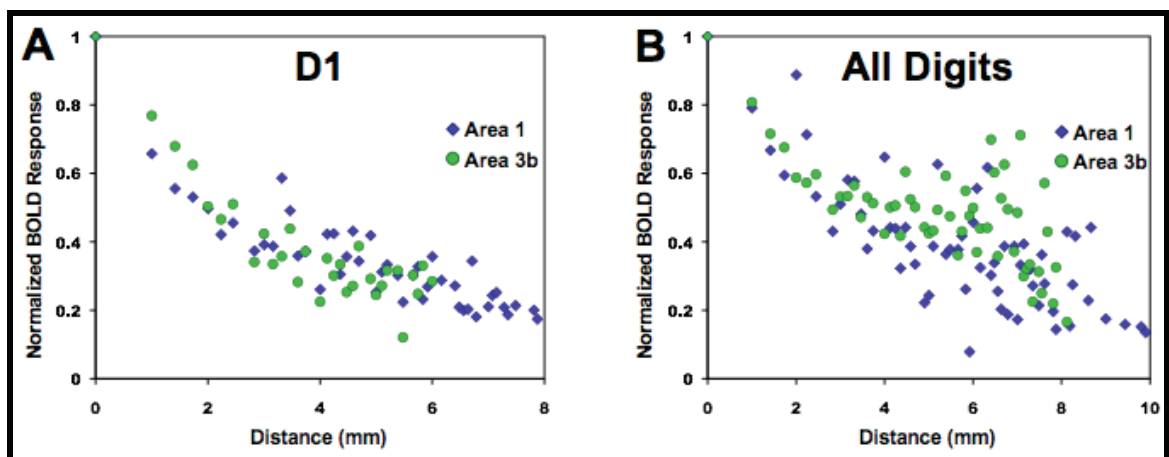 A
D1
Normalized BOLD Response
1
0.8
0.6
0.4
0.2
0
Area 1
Area 3b
0 2 4 6 8
Distance (mm)
B
All Digits
Normalized BOLD Response
1
0.8
0.6
0.4
0.2
0
Area 1
Area 3b
0 2 4 6 8 10
Distance (mm)